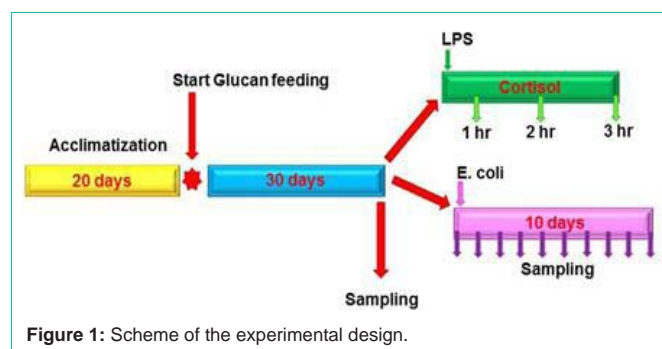 LPS
Start Glucan feeding
Cortisol
1 hr 2 hr 3 hr
Acclimatization
20 days
30 days
E. coli
10 days
Sampling
Sampling
Figure 1: Scheme of the experimental design.